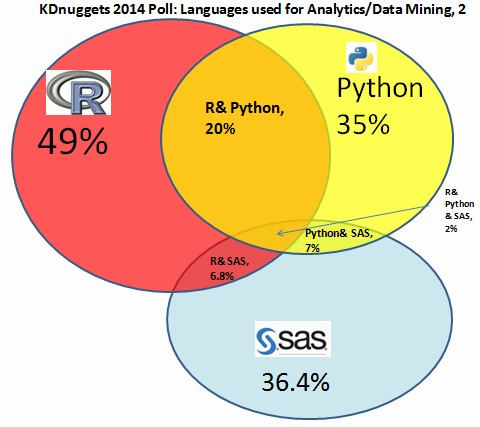 KDnuggets 2014 Poll: Languages used for Analytics/Data Mining, 2
R
49%
R& Python,
20%
Python
35%
R&
Python
& SAS,
2%
Python& SAS,
7%
R& SAS,
6.8%
S.sas
36.4%